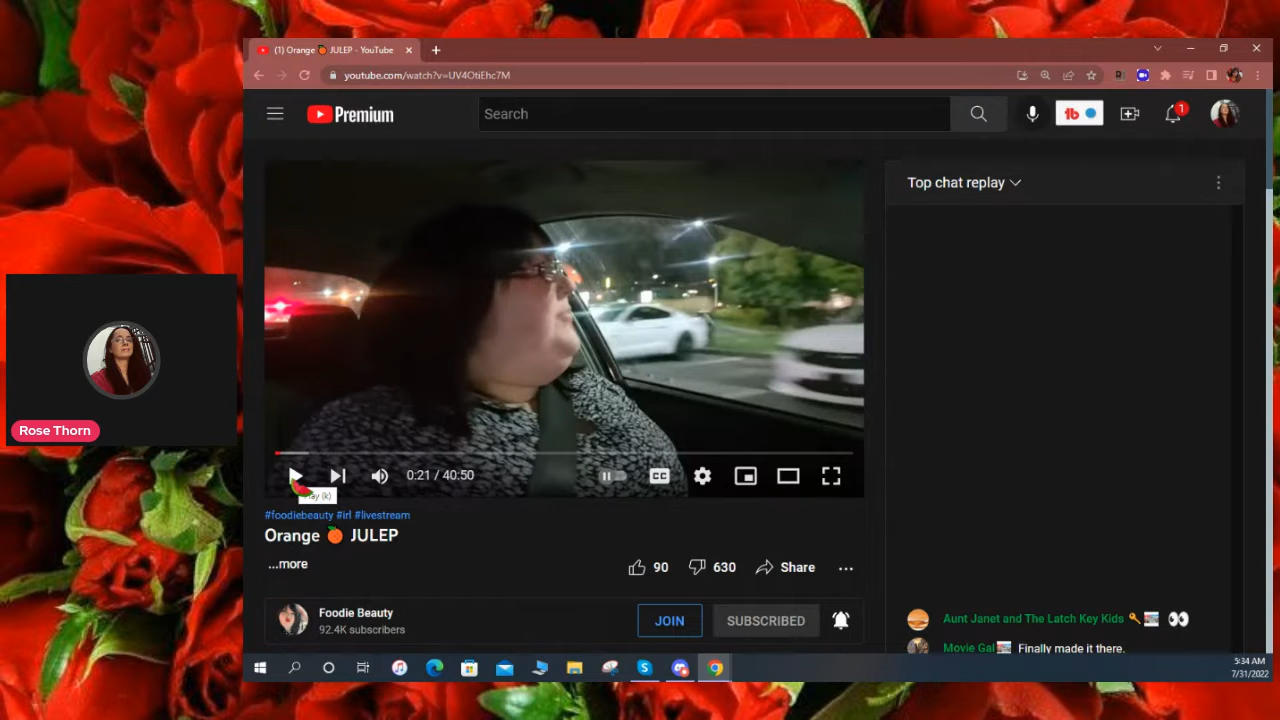 (1) Orange 🍊 JULEP - YouTube
youtube.com/watch?v=UV4OtiEhc7M
Premium
Search
1
Top chat replay
0:21 / 40:50
CC
(k)
#foodiebeauty #irl #livestream
Orange 🍊 JULEP
...more
90
630
Share
Foodie Beauty
92.4K subscribers
JOIN
SUBSCRIBED
Aunt Janet and The Latch Key Kids
Movie Gal Finally made it there.
Rose Thorn
5:34 AM
7/31/2022